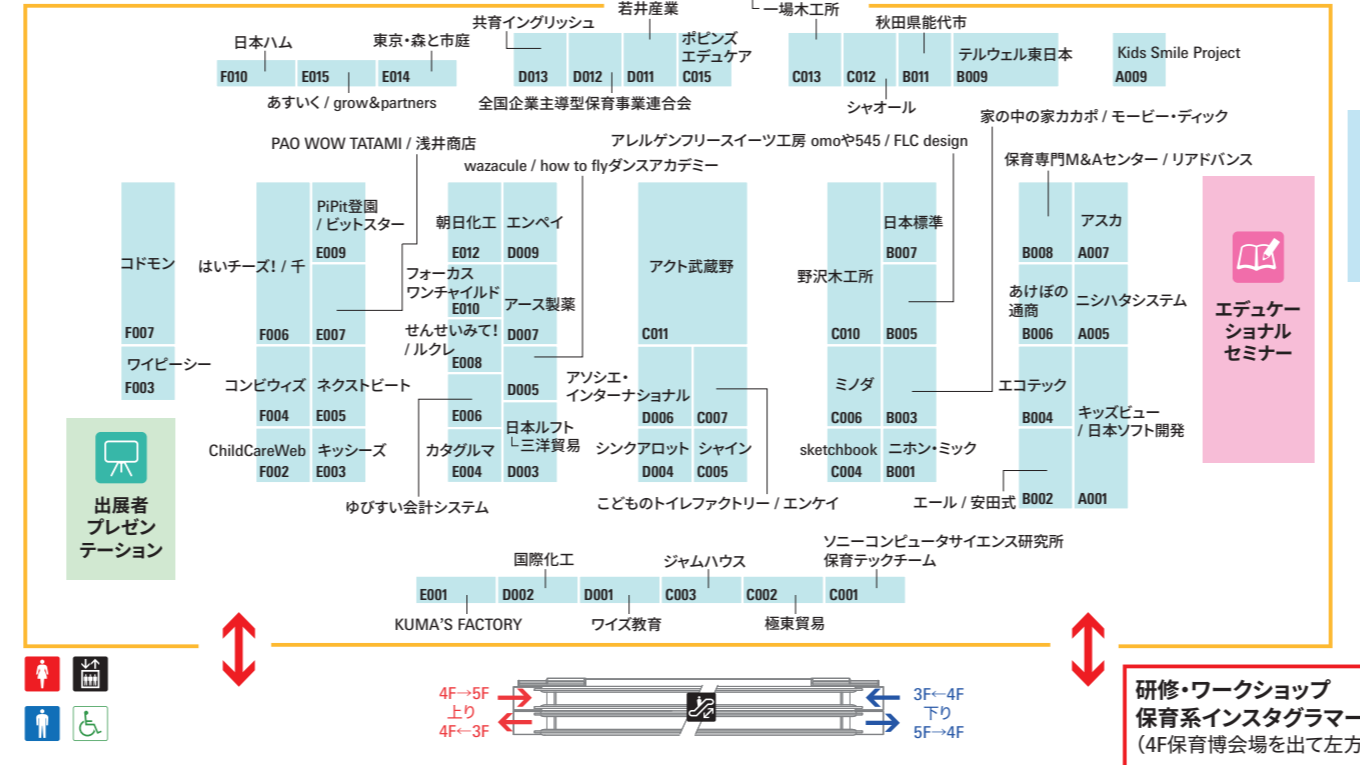 若井産業
└ 一場木工所
共育イングリッシュ
秋田県能代市
日本ハム
東京・森と市庭
ポピンズ
エデュケア
テルウェル東日本
Kids Smile Project
F010
E015
E014
D013
D012
D011
C015
C013
C012
B011
B009
A009
あすいく / grow&partners
全国企業主導型保育事業連合会
シャオール
家の中の家カカポ / モービー・ディック
PAO WOW TATAMI / 浅井商店
アレルゲンフリースイーツ工房 omoや545 / FLC design
wazacule / how to flyダンスアカデミー
保育専門M&Aセンター / リアドバンス
コドモン
F007
ワイピーシー
F003
はいチーズ! / 千
F006
PiPit登園
/ ビットスター
E009
E007
コンビウィズ
F004
ネクストビート
E005
ChildCareWeb
F002
キッシーズ
E003
朝日化工
E012
エンペイ
D009
フォーカス
ワンチャイルド
E010
アース製薬
D007
せんせいみて!
/ ルクレ
E008
D005
E006
日本ルフト
└ 三洋貿易
D003
カタグルマ
E004
ゆびすい会計システム
アクト武蔵野
C011
アソシエ・
インターナショナル
D006
C007
シンクアロット
D004
シャイン
C005
こどものトイレファクトリー / エンケイ
野沢木工所
C010
日本標準
B007
B005
ミノダ
C006
B003
sketchbook
C004
ニホン・ミック
B001
エール / 安田式
B008
アスカ
A007
あけぼの
通商
B006
ニシハタシステム
A005
エコテック
B004
キッズビュー
/ 日本ソフト開発
B002
A001
エデュケー
ショナル
セミナー
出展者
プレゼン
テーション
国際化工
ジャムハウス
ソニーコンピュータサイエンス研究所
保育テックチーム
E001
D002
D001
C003
C002
C001
KUMA'S FACTORY
ワイズ教育
極東貿易
4F→5F
上り
4F←3F
3F←4F
下り
5F→4F
研修・ワークショップ
保育系インスタグラマー
（4F保育博会場を出て左方